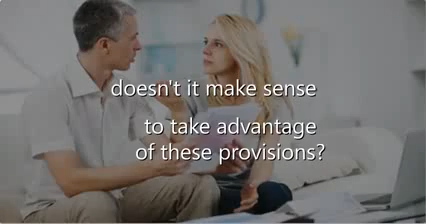 doesn't it make sense
to take advantage
of these provisions?